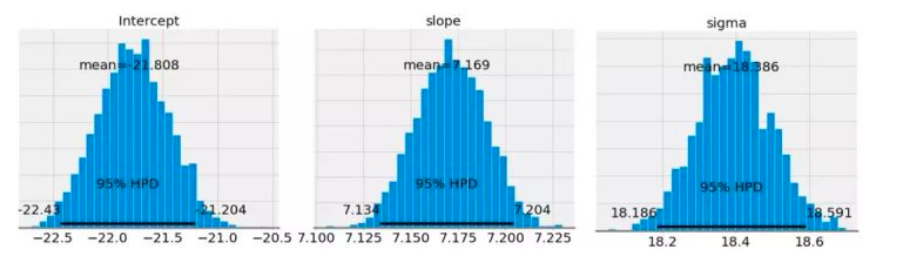 Intercept
mean=-21.808
95% HPD
-22.43
-21.204
−22.5 −22.0 −21.5 −21.0 −20.5
slope
mean=7.169
95% HPD
7.134
7.204
7.100 7.125 7.150 7.175 7.200 7.225
sigma
mean=18.386
95% HPD
18.186
18.591
18.2 18.4 18.6